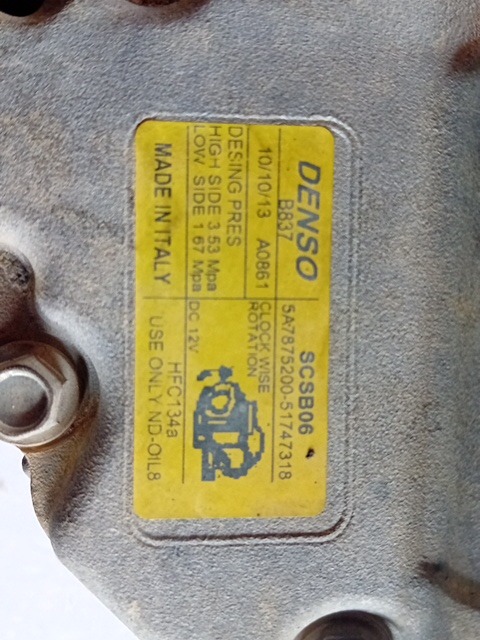 DENSO
B837
10/10/13 A0861
DESING PRES
HIGH SIDE 3 53 Mpa
LOW SIDE 1 67 Mpa
MADE IN ITALY
SCSB06
5A7875200-51747318
CLOCK WISE
ROTATION
DC 12V
HFC134a
USE ONLY ND-OIL8